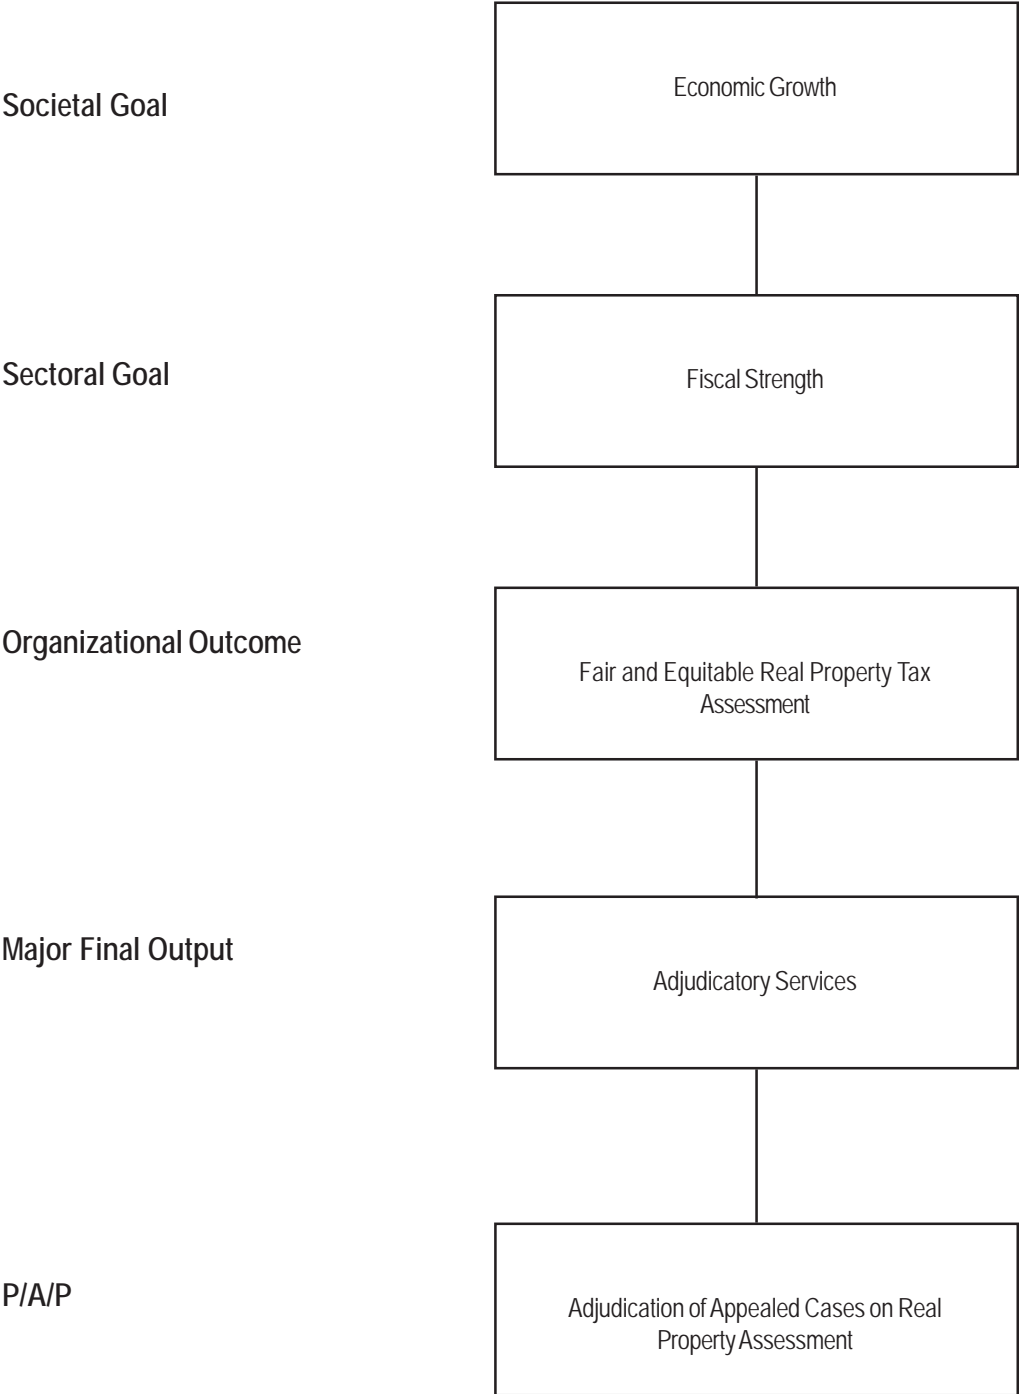 Economic Growth
Societal Goal
Sectoral Goal
Fiscal Strength
Organizational Outcome
Fair and Equitable Real Property Tax
Assessment
Major Final Output
Adjudicatory Services
P/A/P
Adjudication of Appealed Cases on Real
Property Assessment